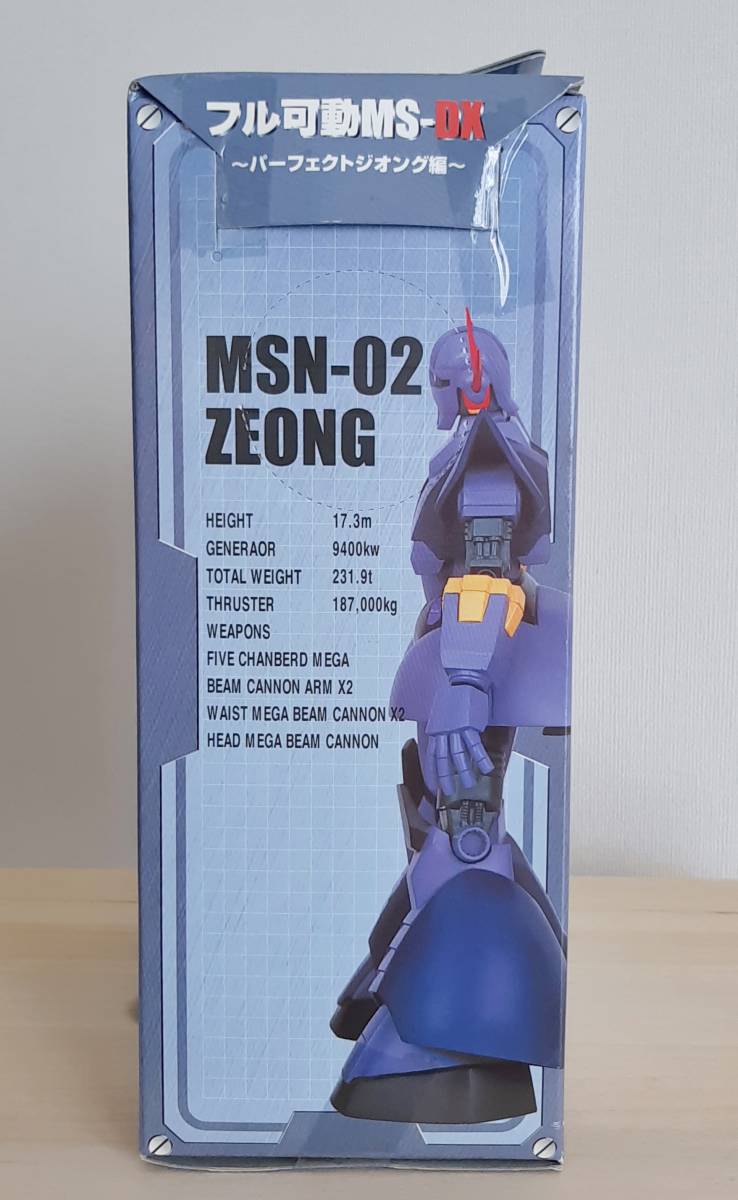 フル可動MS-DX
～パーフェクトジオング編～
MSN-02
ZEONG
HEIGHT 17.3m
GENERAOR 9400kw
TOTAL WEIGHT 231.9t
THRUSTER 187,000kg
WEAPONS
FIVE CHANBERD MEGA
BEAM CANNON ARM X2
WAIST MEGA BEAM CANNON X2
HEAD MEGA BEAM CANNON